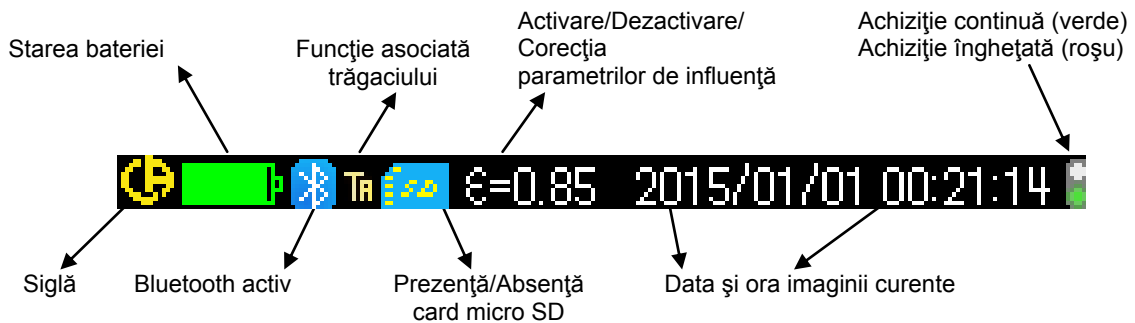 Starea bateriei
Funcţie asociată
trăgaciului
Activare/Dezactivare/
Corecţia
parametrilor de influenţă
Achiziţie continuă (verde)
Achiziţie îngheţată (roşu)
TA SD Ɛ=0.85 2015/01/01 00:21:14
Siglă
Bluetooth activ
Prezenţă/Absenţă
card micro SD
Data şi ora imaginii curente